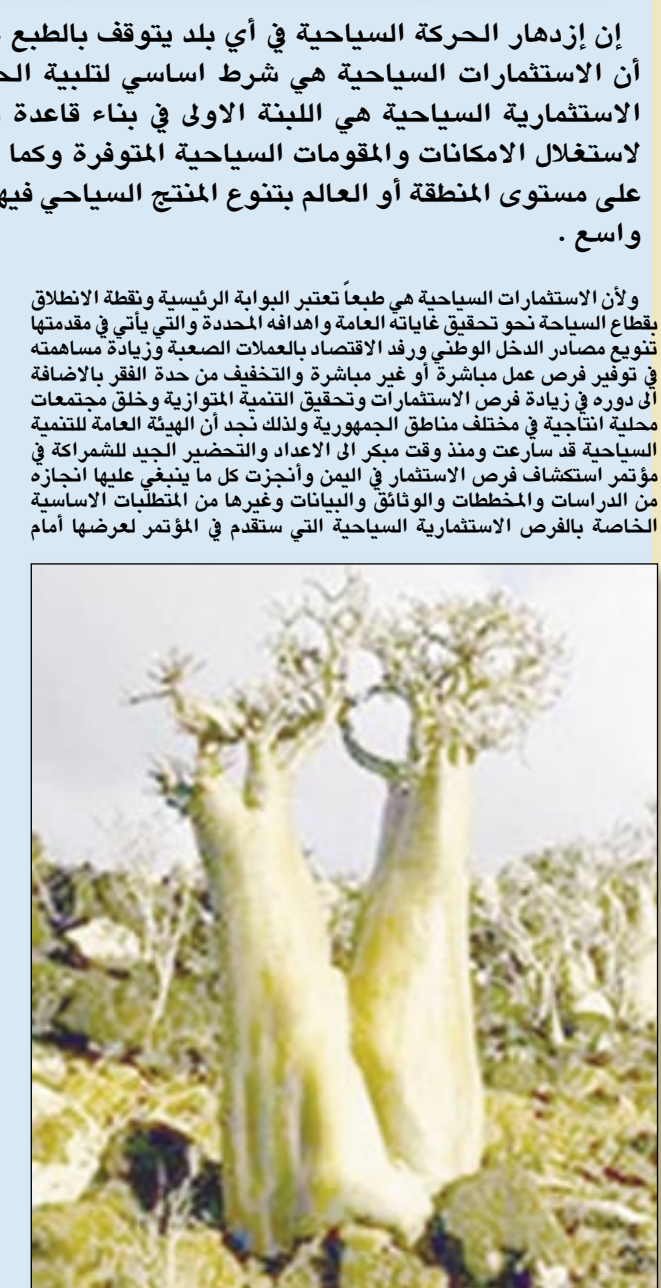 إن إزدهار الحركة السياحية في أي بلد يتوقف بالطبع
أن الاستثمارات السياحية هي شرط اساسي لتلبية
الاستثمارية السياحية هي اللبنة الاولى في بناء قاعدة
لاستغلال الامكانات والمقومات السياحية المتوفرة وكما
على مستوى المنطقة أو العالم بتنوع المنتج السياحي
واسع .
ولأن الاستثمارات السياحية هي طبعاً تعتبر البوابة الرئيسية ونقطة الانطلاق
بقطاع السياحة نحو تحقيق غاياته العامة واهدافه المحددة والتي يأتي في مقدمتها
تنويع مصادر الدخل الوطني ورفد الاقتصاد بالعملات الصعبة وزيادة مساهمته
في توفير فرص عمل مباشرة أو غير مباشرة والتخفيف من حدة الفقر بالاضافة
الى دوره في زيادة فرص الاستثمارات وتحقيق التنمية المتوازية وخلق مجتمعات
محلية انتاجية في مختلف مناطق الجمهورية ولذلك نجد أن الهيئة العامة للتنمية
السياحية قد سارعت ومنذ وقت مبكر الى الاعداد والتحضير الجيد للشمراكة في
مؤتمر استكشاف فرص الاستثمار في اليمن وأنجزت كل ما ينبغي عليها انجازه
من الدراسات والمخططات والوثائق والبيانات وغيرها من المتطلبات الاساسية
الخاصة بالفرص الاستثمارية السياحية التي ستقدم في المؤتمر لعرضها أمام